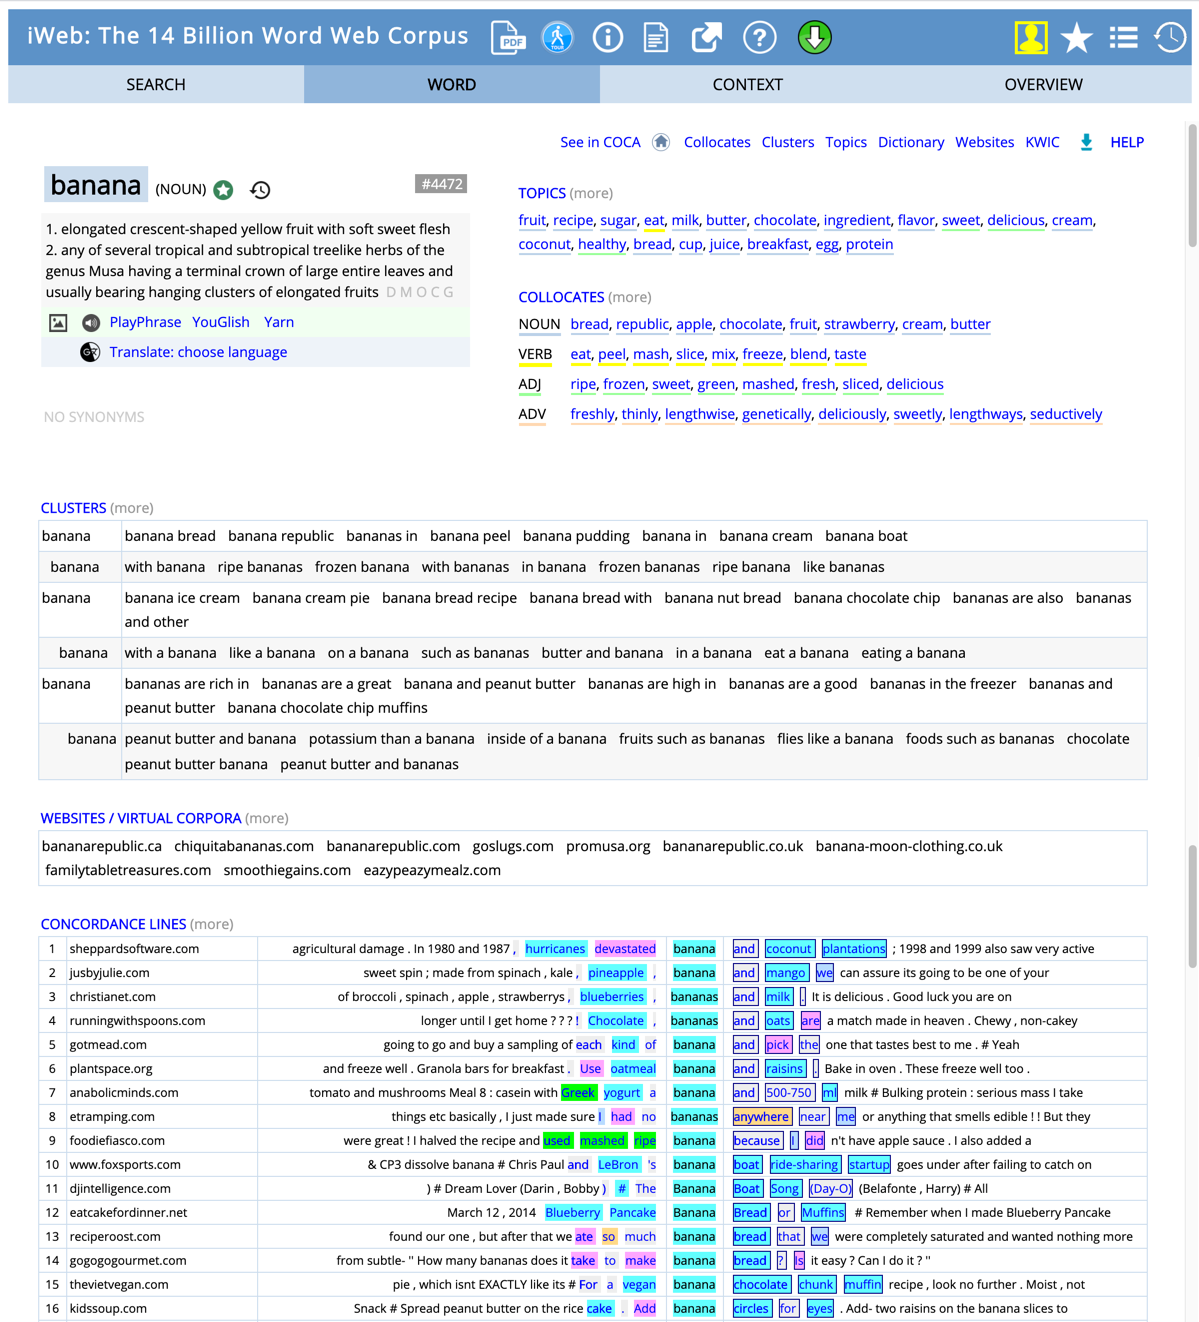 iWeb: The 14 Billion Word Web Corpus PDF TOUR
SEARCH WORD CONTEXT OVERVIEW
See in COCA Collocates Clusters Topics Dictionary Websites KWIC HELP
banana (NOUN) #4472
1. elongated crescent-shaped yellow fruit with soft sweet flesh
2. any of several tropical and subtropical treelike herbs of the
genus Musa having a terminal crown of large entire leaves and
usually bearing hanging clusters of elongated fruits D M O C G
PlayPhrase YouGlish Yarn
Translate: choose language
NO SYNONYMS
TOPICS (more)
fruit, recipe, sugar, eat, milk, butter, chocolate, ingredient, flavor, sweet, delicious, cream,
coconut, healthy, bread, cup, juice, breakfast, egg, protein
COLLOCATES (more)
NOUN bread, republic, apple, chocolate, fruit, strawberry, cream, butter
VERB eat, peel, mash, slice, mix, freeze, blend, taste
ADJ ripe, frozen, sweet, green, mashed, fresh, sliced, delicious
ADV freshly, thinly, lengthwise, genetically, deliciously, sweetly, lengthways, seductively
CLUSTERS (more)
banana banana bread banana republic bananas in banana peel banana pudding banana in banana cream banana boat
banana with banana ripe bananas frozen banana with bananas in banana frozen bananas ripe banana like bananas
banana banana ice cream banana cream pie banana bread recipe banana bread with banana nut bread banana chocolate chip bananas are also bananas
and other
banana with a banana like a banana on a banana such as bananas butter and banana in a banana eat a banana eating a banana
banana bananas are rich in bananas are a great banana and peanut butter bananas are high in bananas are a good bananas in the freezer bananas and
peanut butter banana chocolate chip muffins
banana peanut butter and banana potassium than a banana inside of a banana fruits such as bananas flies like a banana foods such as bananas chocolate
peanut butter banana peanut butter and bananas
WEBSITES / VIRTUAL CORPORA (more)
bananarepublic.ca chiquitabananas.com bananarepublic.com goslugs.com promusa.org bananarepublic.co.uk banana-moon-clothing.co.uk
familytabletreasures.com smoothiegains.com eazypeazymealz.com
CONCORDANCE LINES (more)
1 sheppardsoftware.com agricultural damage . In 1980 and 1987 , hurricanes devastated banana and coconut plantations ; 1998 and 1999 also saw very active
2 jusbyjulie.com sweet spin ; made from spinach , kale , pineapple , banana and mango we can assure its going to be one of your
3 christianet.com of broccoli , spinach , apple , strawberries , blueberries , bananas and milk . It is delicious . Good luck you are on
4 runningwithspoons.com longer until I get home ? ? ? ! Chocolate , bananas and oats are a match made in heaven . Chewy , non-cakey
5 gotmead.com going to go and buy a sampling of each kind of banana and pick the one that tastes best to me . # Yeah
6 plantspace.org and freeze well . Granola bars for breakfast . Use oatmeal banana and raisins . Bake in oven . These freeze well too .
7 anabolicminds.com tomato and mushrooms Meal 8 : casein with Greek yogurt a banana and 500-750 ml milk # Bulking protein : serious mass I take
8 etramping.com things etc basically , I just made sure I had no bananas anywhere near me or anything that smells edible ! ! But they
9 foodiefiasco.com were great ! I halved the recipe and used mashed ripe banana because I did n't have apple sauce . I also added a
10 www.foxsports.com & CP3 dissolve banana # Chris Paul and LeBron 's banana boat ride-sharing startup goes under after failing to catch on
11 djintelligence.com ) # Dream Lover (Darin , Bobby ) # The Banana Boat Song (Day-O) (Belafonte , Harry) # All
12 eatcakefordinner.net March 12 , 2014 Blueberry Pancake Banana Bread or Muffins # Remember when I made Blueberry Pancake
13 reciperoost.com found our one , but after that we ate so much banana bread that we were completely saturated and wanted nothing more
14 gogogogourmet.com from subtle- " How many bananas does it take to make banana bread ? Is it easy ? Can I do it ? "
15 thevietvegan.com pie , which isnt EXACTLY like its # For a vegan banana chocolate chunk muffin recipe , look no further . Moist , not
16 kidssoup.com Snack # Spread peanut butter on the rice cake . Add banana circles for eyes . Add- two raisins on the banana slices to